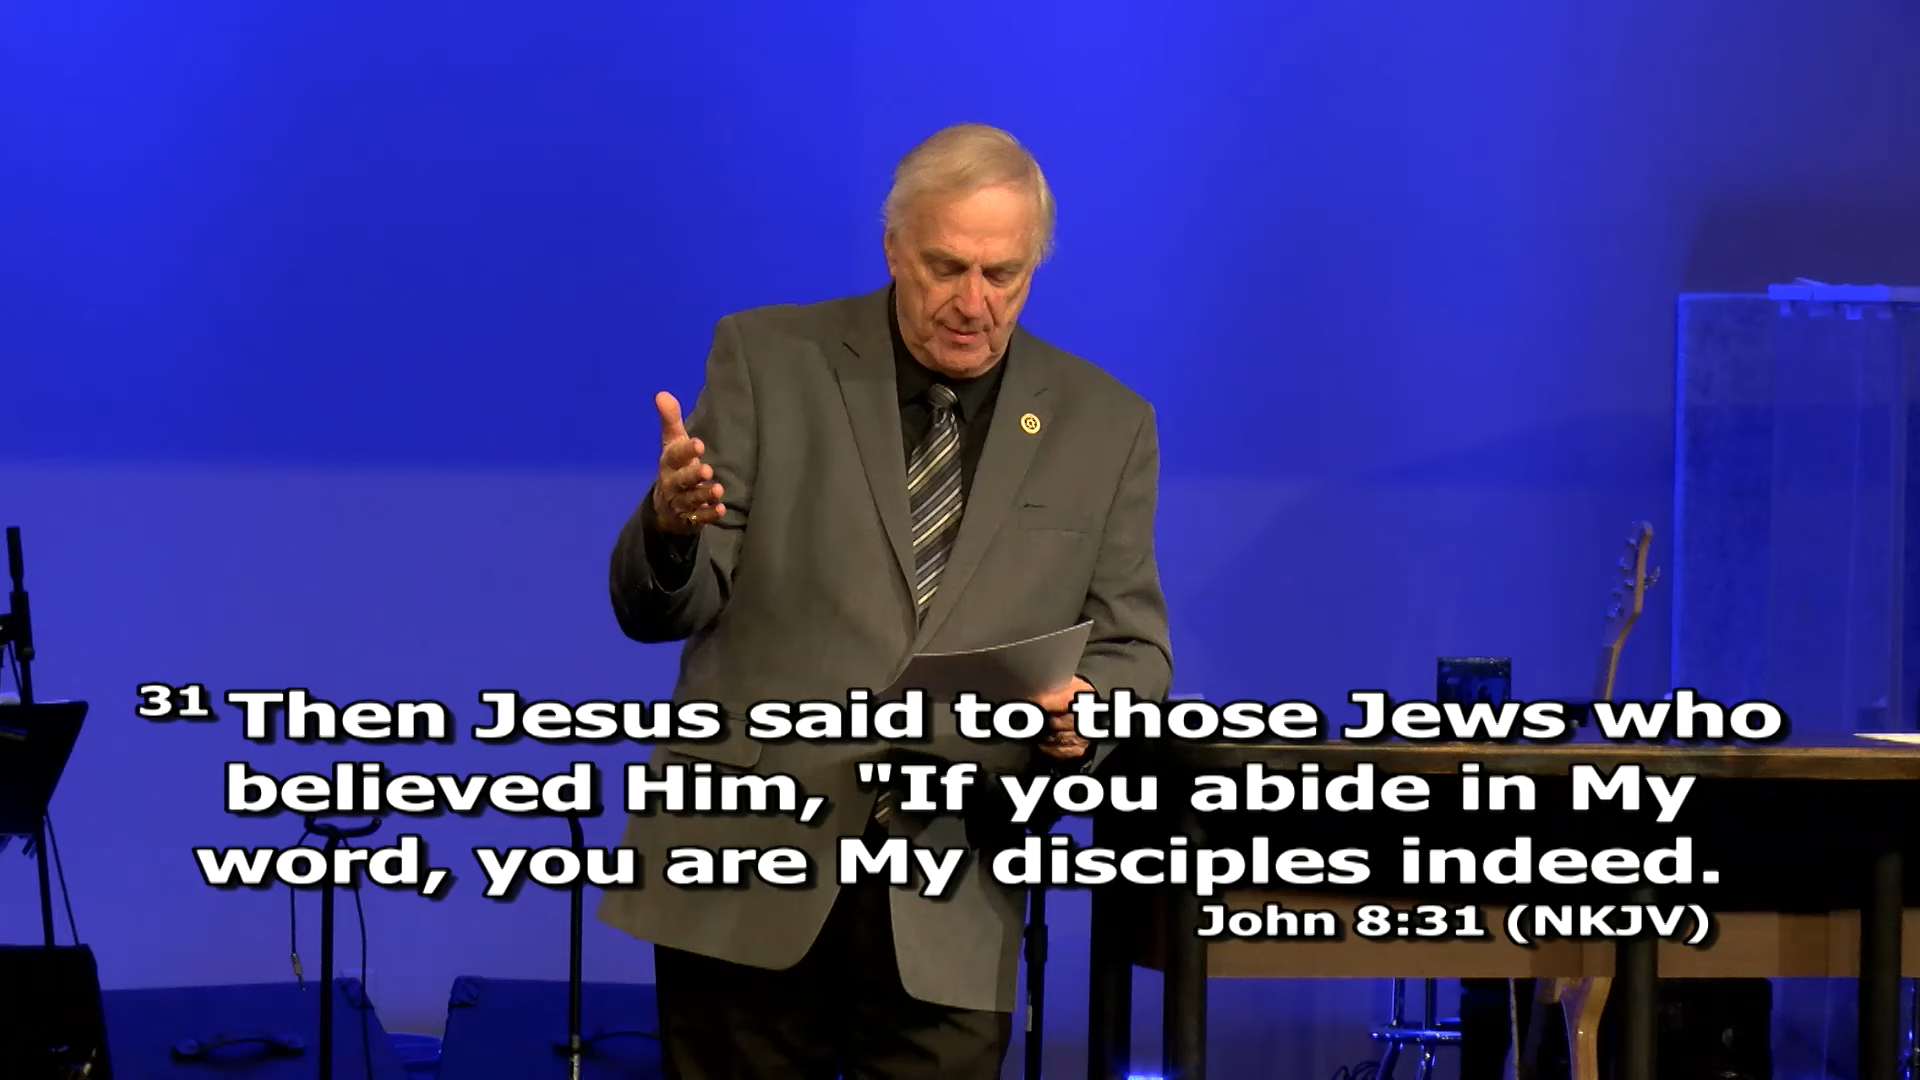 31 Then Jesus said to those Jews who
believed Him, "If you abide in My
word, you are My disciples indeed.
John 8:31 (NKJV)